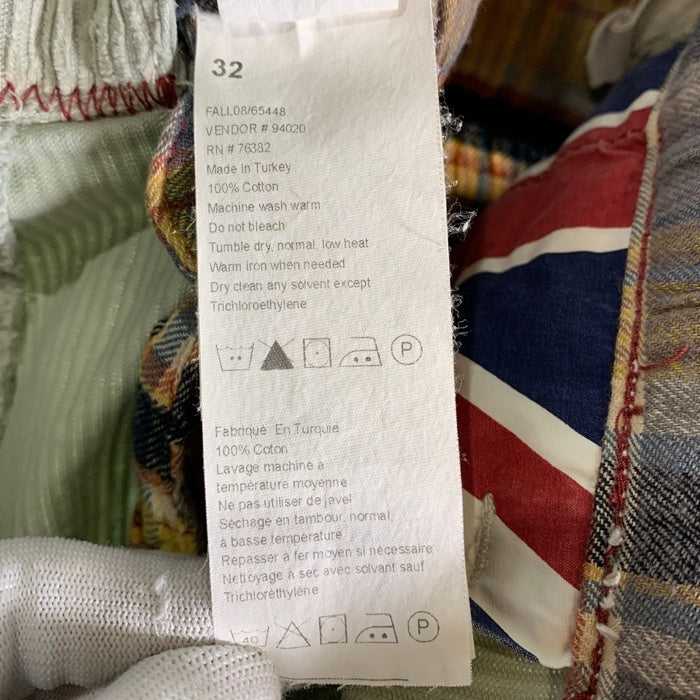 32
FALL08/65448
VENDOR # 94020
RN # 76382
Made in Turkey
100% Cotton
Machine wash warm
Do not bleach
Tumble dry, normal, low heat
Warm iron when needed
Dry clean any solvent except
Trichloroethylene
P
Fabriqué En Turquie
100% Coton
Lavage machine a
température moyenne
Ne pas utiliser de javel
Séchage en tambour, normal,
à basse température
Repasser à fer moyen si nécessaire
Nettoyage à sec avec solvant sauf
Trichloréthylène
40 P